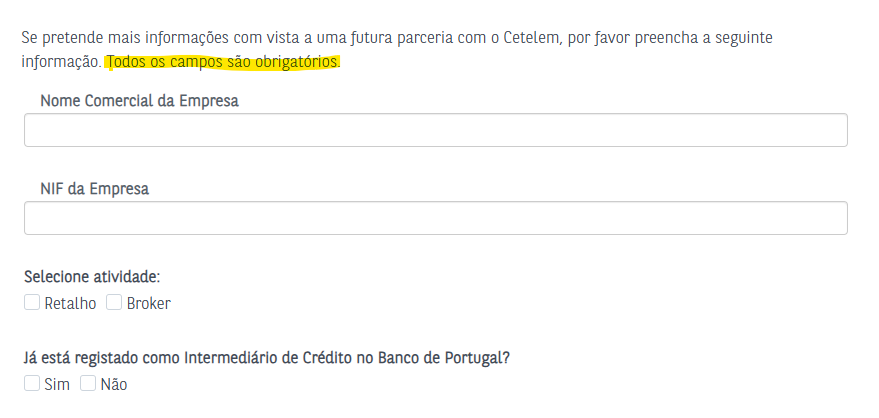 Se pretende mais informações com vista a uma futura parceria com o Cetelem, por favor preencha a seguinte
informação. Todos os campos são obrigatórios.
Nome Comercial da Empresa
NIF da Empresa
Selecione atividade:
Retalho Broker
Já está registado como Intermediário de Crédito no Banco de Portugal?
Sim Não